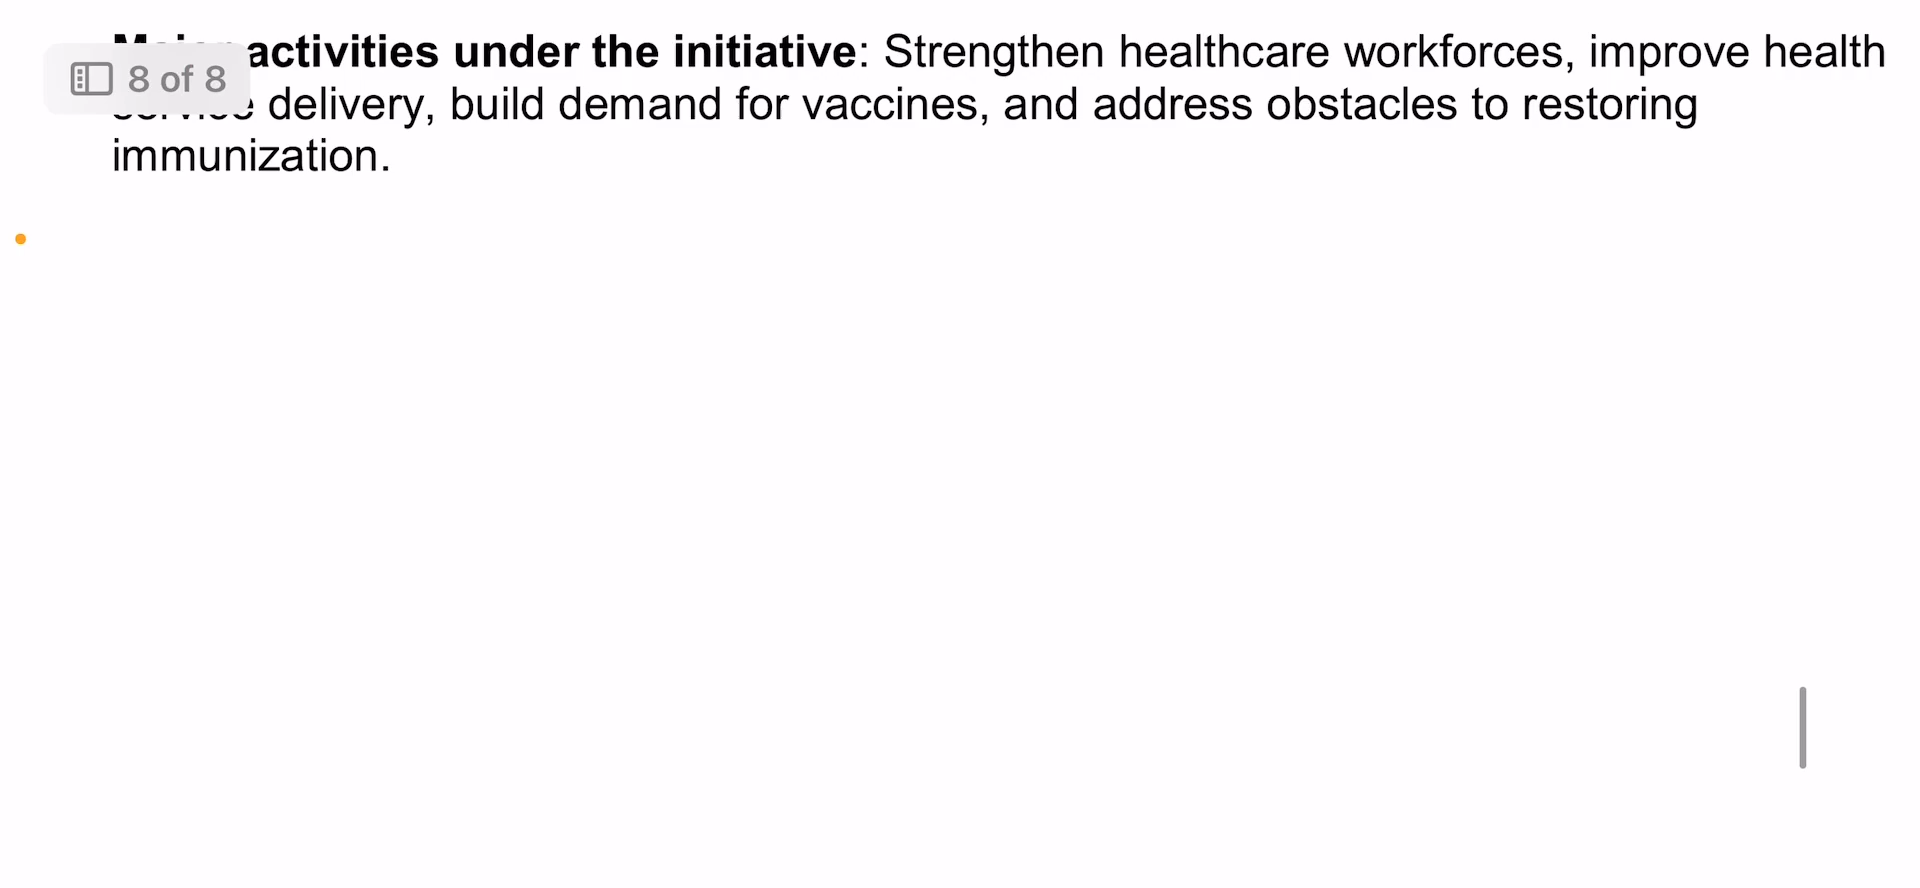 activities under the initiative: Strengthen healthcare workforces, improve health
8 of 8
delivery, build demand for vaccines, and address obstacles to restoring
immunization.